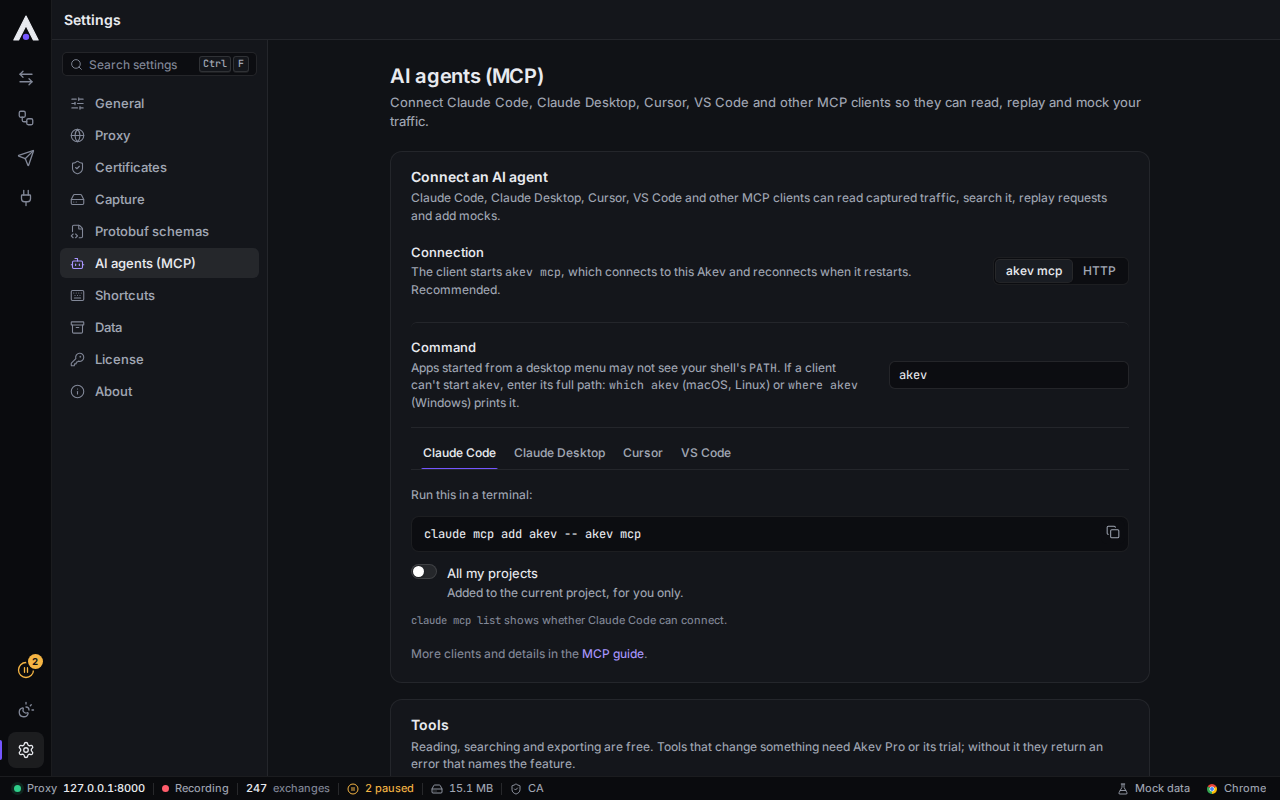 Settings
Search settings Ctrl F
General
Proxy
Certificates
Capture
Protobuf schemas
AI agents (MCP)
Shortcuts
Data
License
About
AI agents (MCP)
Connect Claude Code, Claude Desktop, Cursor, VS Code and other MCP clients so they can read, replay and mock your
traffic.
Connect an AI agent
Claude Code, Claude Desktop, Cursor, VS Code and other MCP clients can read captured traffic, search it, replay requests
and add mocks.
Connection
The client starts akev mcp, which connects to this Akev and reconnects when it restarts.
Recommended.
akev mcp HTTP
Command
Apps started from a desktop menu may not see your shell's PATH. If a client
can't start akev, enter its full path: which akev (macOS, Linux) or where akev
(Windows) prints it.
akev
Claude Code Claude Desktop Cursor VS Code
Run this in a terminal:
claude mcp add akev -- akev mcp
All my projects
Added to the current project, for you only.
claude mcp list shows whether Claude Code can connect.
More clients and details in the MCP guide.
Tools
Reading, searching and exporting are free. Tools that change something need Akev Pro or its trial; without it they return an
error that names the feature.
2
Proxy 127.0.0.1:8000 Recording 247 exchanges 2 paused 15.1 MB CA Mock data Chrome